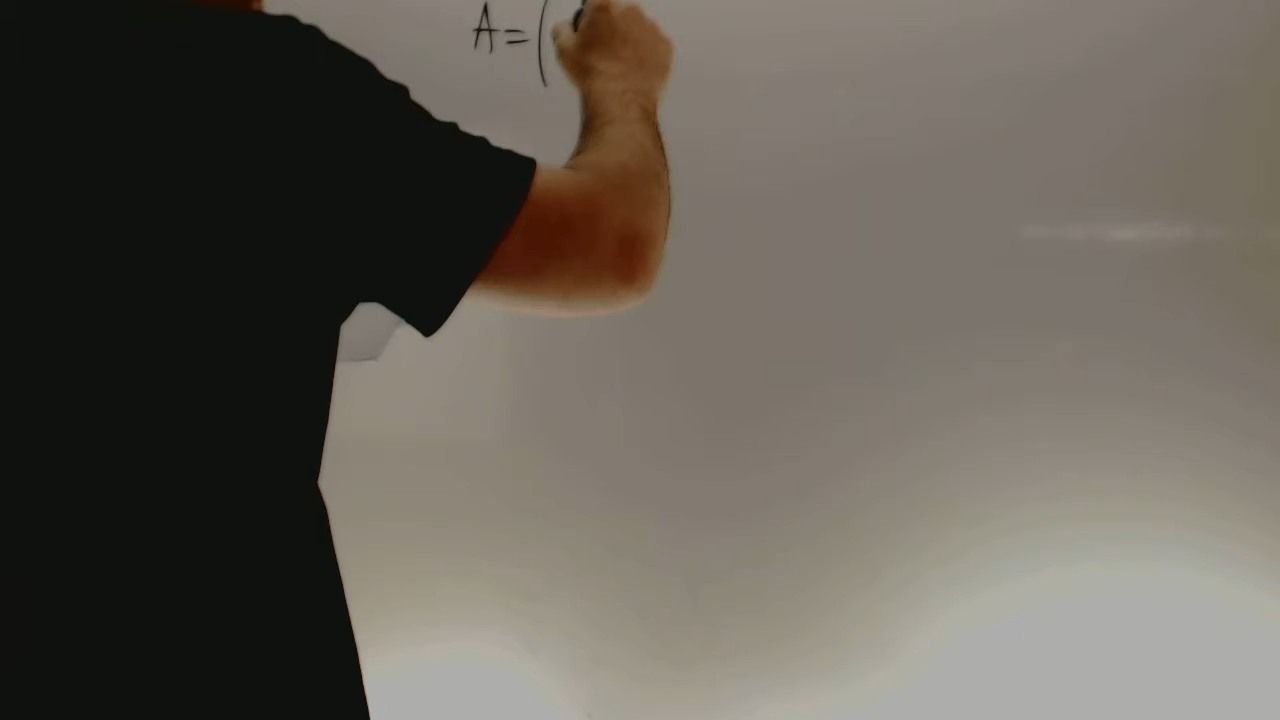 A = (